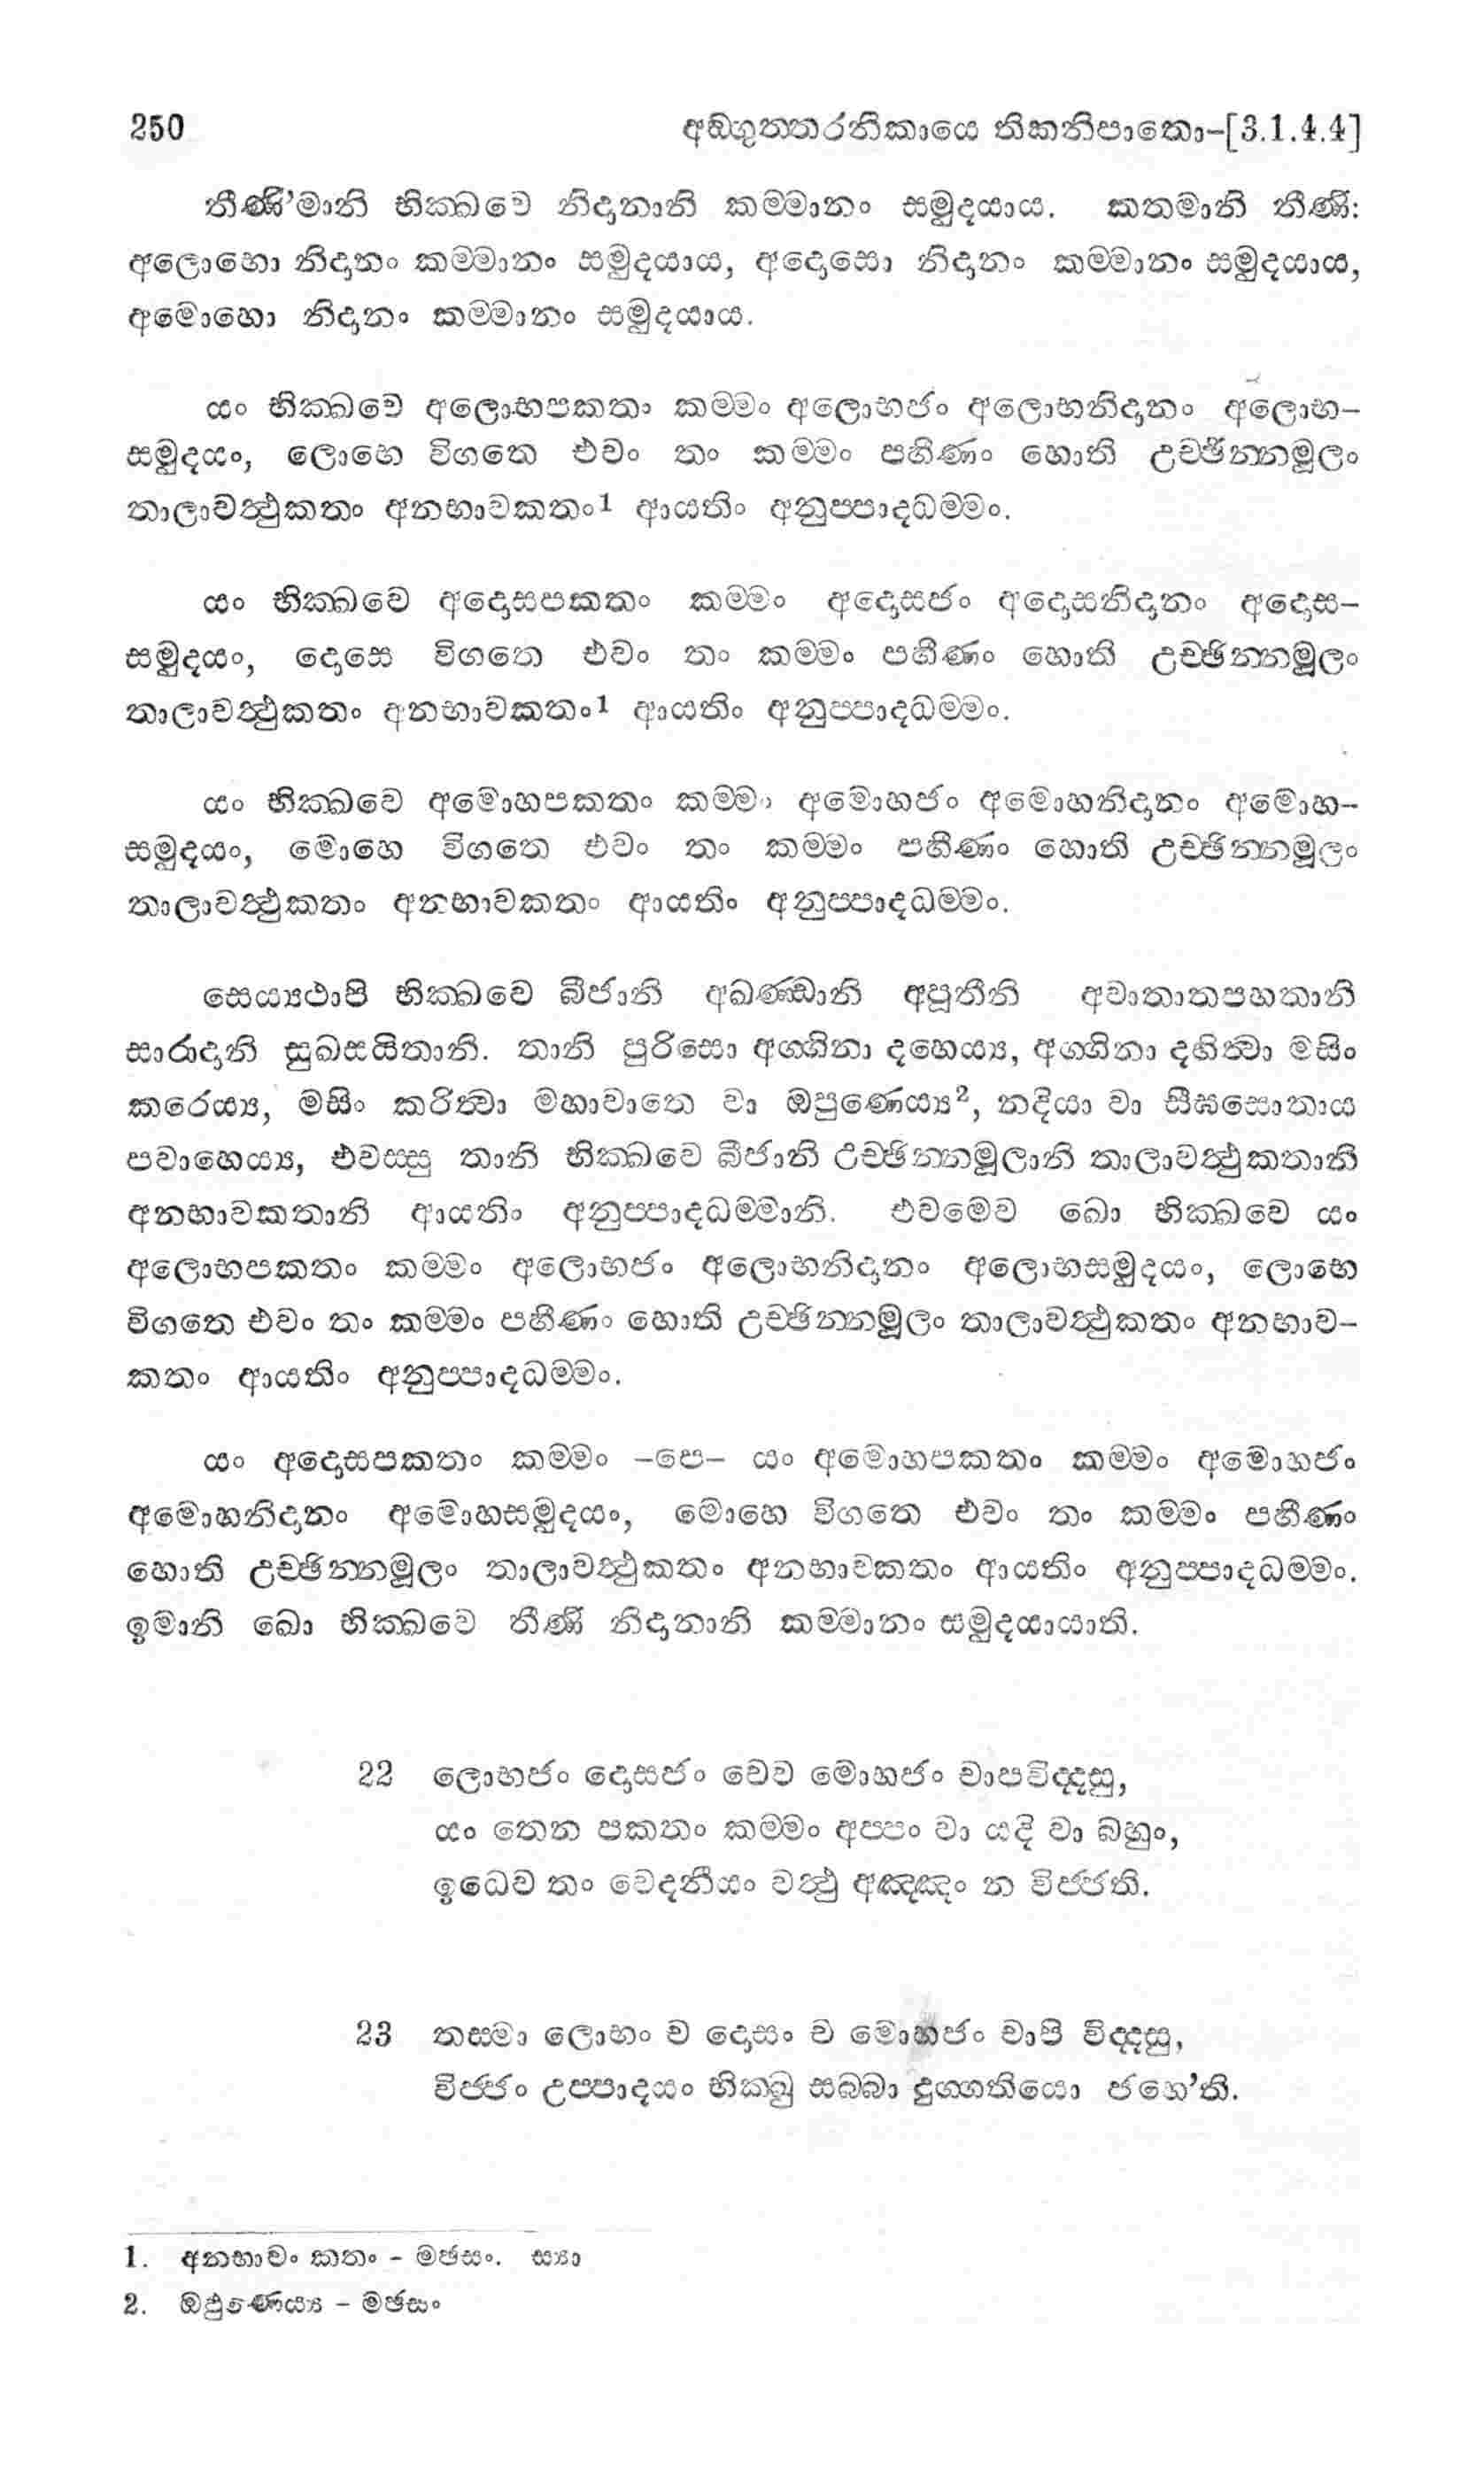 250 අඞ්ගුත්තරනිකායෙ තිකනිපාතො-[3.1.4.4]
තීණි’මානි භික්ඛවෙ නිදානානි කම්මානං සමුදයාය. කතමානි තීණි:
අලොභො නිදානං කම්මානං සමුදයාය, අදොසො නිදානං කම්මානං සමුදයාය,
අමොහො නිදානං කම්මානං සමුදයාය.
යං භික්ඛවෙ අලොභපකතං කම්මං අලොභජං අලොභනිදානං අලොභ-
සමුදයං, ලොභෙ විගතෙ එවං තං කම්මං පහීණං හොති උච්ඡින්නමූලං
තාලාවත්ථුකතං අනභාවකතං1 ආයතිං අනුප්පාදධම්මං.
යං භික්ඛවෙ අදොසපකතං කම්මං අදොසජං අදොසනිදානං අදොස-
සමුදයං, දොසෙ විගතෙ එවං තං කම්මං පහීණං හොති උච්ඡින්නමූලං
තාලාවත්ථුකතං අනභාවකතං1 ආයතිං අනුප්පාදධම්මං.
යං භික්ඛවෙ අමොහපකතං කම්මං අමොහජං අමොහනිදානං අමොහ-
සමුදයං, මොහෙ විගතෙ එවං තං කම්මං පහීණං හොති උච්ඡින්නමූලං
තාලාවත්ථුකතං අනභාවකතං ආයතිං අනුප්පාදධම්මං.
සෙය්‍යථාපි භික්ඛවෙ බීජානි අඛණ්ඩානි අපූතීනි අවාතාතපහතානි
සාරාදානි සුඛසයිතානි. තානි පුරිසො අග්ගිනා දහෙය්‍ය, අග්ගිනා දහිත්‍වා මසිං
කරෙය්‍ය, මසිං කරිත්‍වා මහාවාතෙ වා ඔපුණෙය්‍ය2, නදියා වා සීඝසොතාය
පවාහෙය්‍ය, එවස්සු තානි භික්ඛවෙ බීජානි උච්ඡින්නමූලානි තාලාවත්ථුකතානි
අනභාවකතානි ආයතිං අනුප්පාදධම්මානි. එවමෙව ඛො භික්ඛවෙ යං
අලොභපකතං කම්මං අලොභජං අලොභනිදානං අලොභසමුදයං, ලොභෙ
විගතෙ එවං තං කම්මං පහීණං හොති උච්ඡින්නමූලං තාලාවත්ථුකතං අනභාව-
කතං ආයතිං අනුප්පාදධම්මං.
යං අදොසපකතං කම්මං -පෙ- යං අමොහපකතං කම්මං අමොහජං
අමොහනිදානං අමොහසමුදයං, මොහෙ විගතෙ එවං තං කම්මං පහීණං
හොති උච්ඡින්නමූලං තාලාවත්ථුකතං අනභාවකතං ආයතිං අනුප්පාදධම්මං.
ඉමානි ඛො භික්ඛවෙ තීණි නිදානානි කම්මානං සමුදයායාති.
22 ලොභජං දොසජං චෙව මොහජං චාපවිද්දසු,
යං තෙන පකතං කම්මං අප්පං වා යදි වා බහුං,
ඉධෙව තං වෙදනීයං වත්ථු අඤ්ඤං න විජ්ජති.
23 තස්මා ලොභං ච දොසං ච මොහජං චාපි විද්දසු,
විජ්ජං උප්පාදයං භික්ඛු සබ්බා දුග්ගතියො ජහෙ’ති.
1. අනභාවං කතං - මඡසං. ස්‍යා
2. ඔඵුණෙය්‍ය - මඡසං